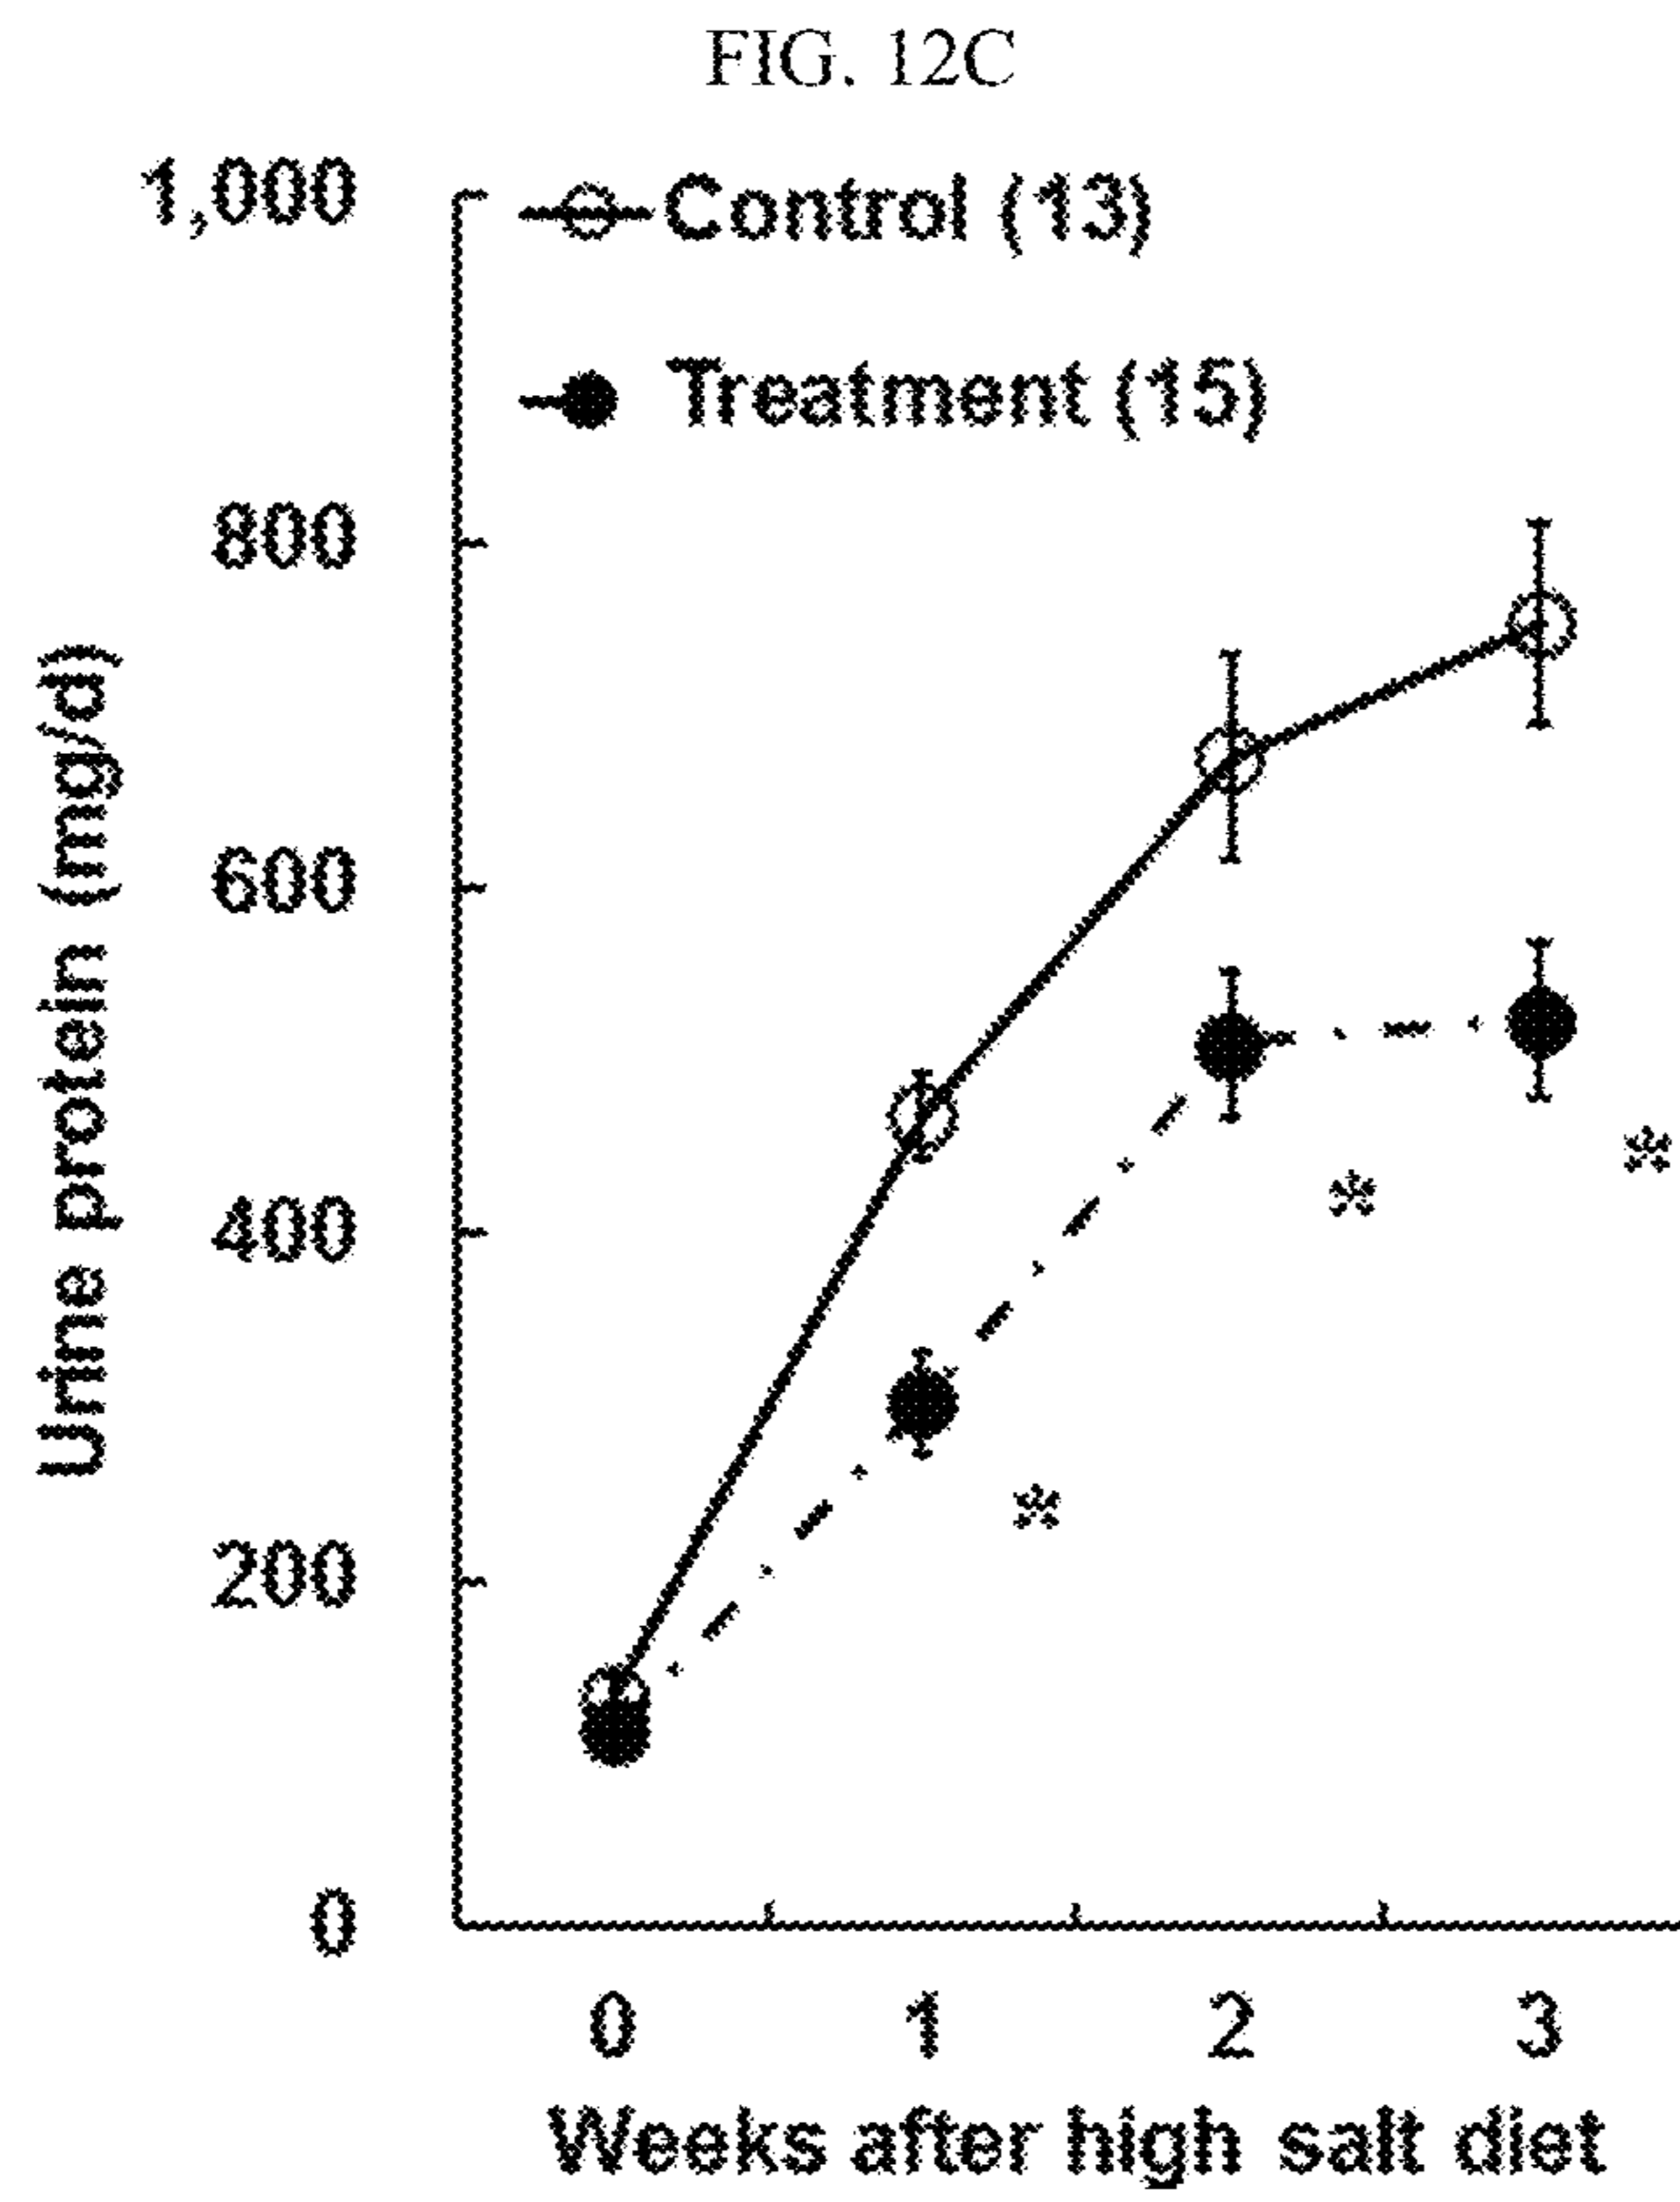 FIG. 12C
1,000
Control (13)
Treatment (15)
800
600
400
200
0
Urine protein (mg/d)
*
*
*
0 1 2 3
Weeks after high salt diet